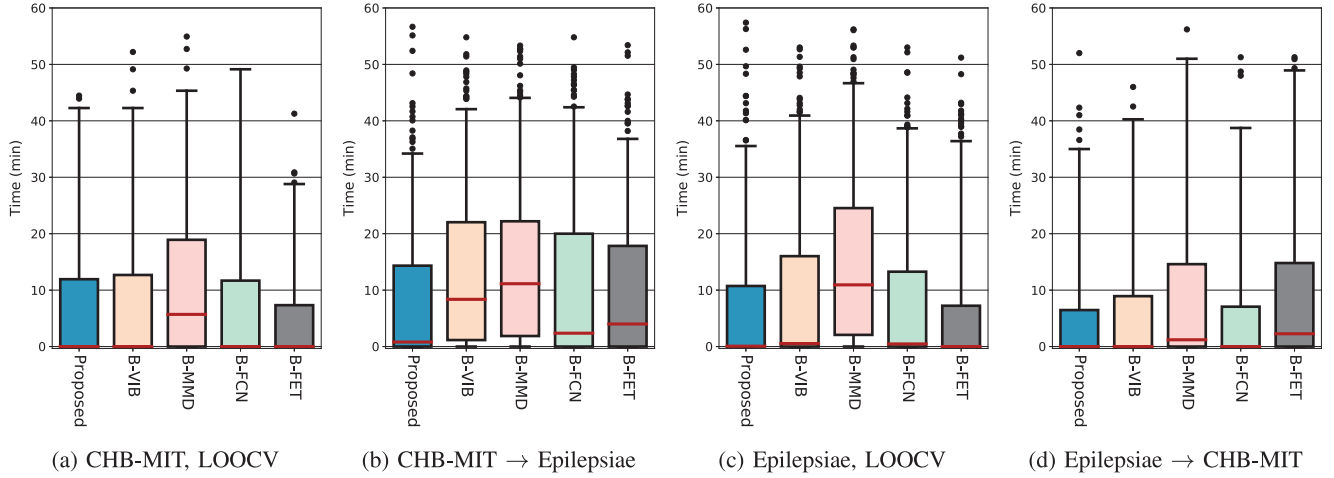 60
50
40
30
20
10
0
Time (min)
Proposed
B-VIB
B-MMD
B-FCN
B-FET
(a) CHB-MIT, LOOCV
60
50
40
30
20
10
0
Time (min)
Proposed
B-VIB
B-MMD
B-FCN
B-FET
(b) CHB-MIT → Epilepsiae
60
50
40
30
20
10
0
Time (min)
Proposed
B-VIB
B-MMD
B-FCN
B-FET
(c) Epilepsiae, LOOCV
60
50
40
30
20
10
0
Time (min)
Proposed
B-VIB
B-MMD
B-FCN
B-FET
(d) Epilepsiae → CHB-MIT